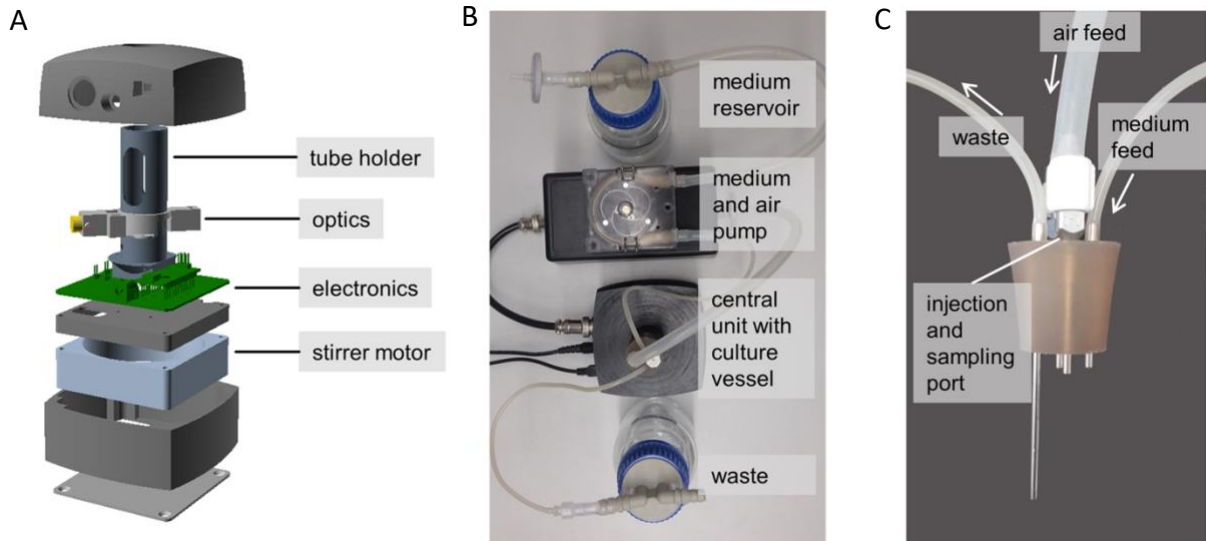 A
tube holder
optics
electronics
stirrer motor
B
medium
reservoir
medium
and air
pump
central
unit with
culture
vessel
waste
C
air feed
waste
medium
feed
injection
and
sampling
port